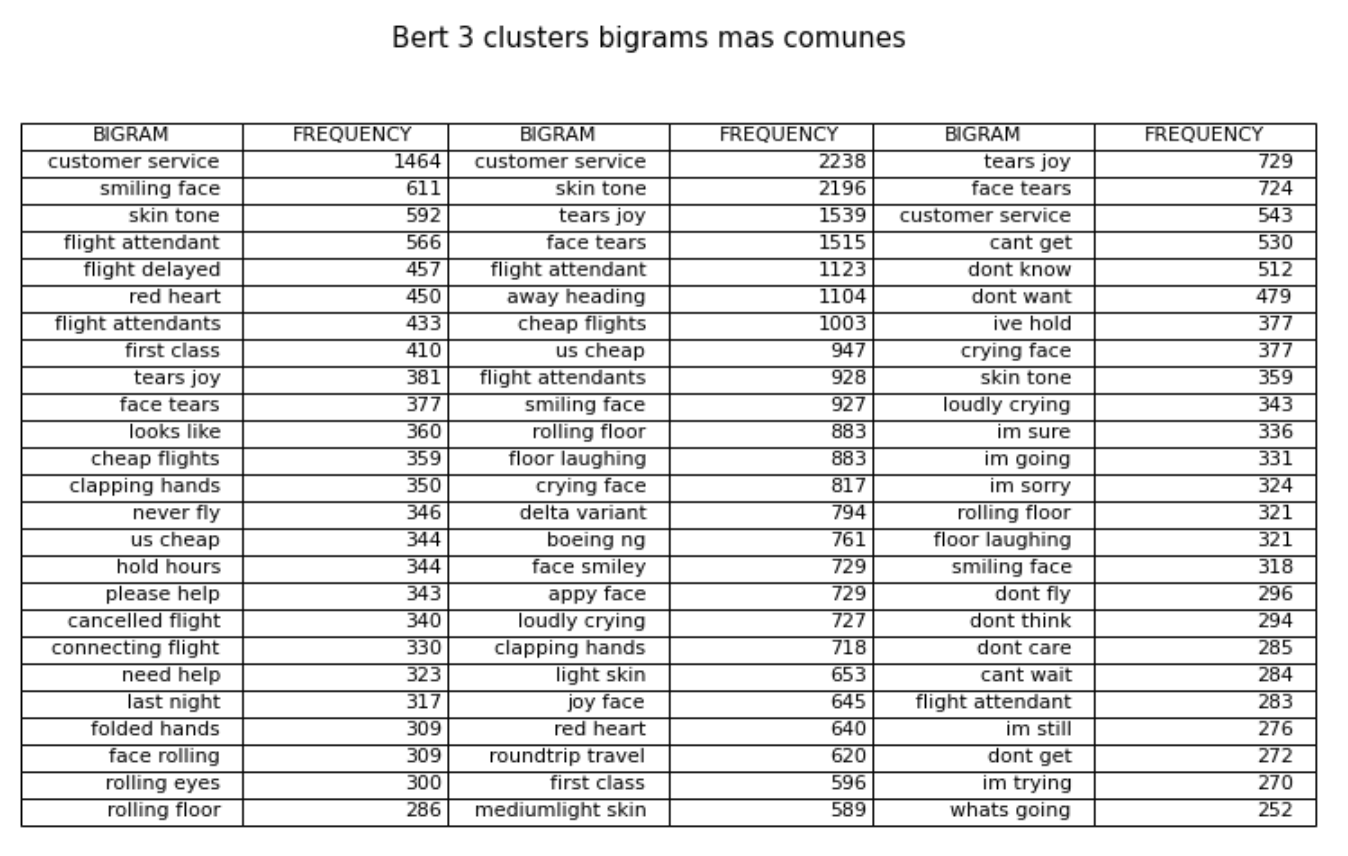 Bert 3 clusters bigrams mas comunes
BIGRAM FREQUENCY BIGRAM FREQUENCY BIGRAM FREQUENCY
customer service 1464 customer service 2238 tears joy 729
smiling face 611 skin tone 2196 face tears 724
skin tone 592 tears joy 1539 customer service 543
flight attendant 566 face tears 1515 cant get 530
flight delayed 457 flight attendant 1123 dont know 512
red heart 450 away heading 1104 dont want 479
flight attendants 433 cheap flights 1003 ive hold 377
first class 410 us cheap 947 crying face 377
tears joy 381 flight attendants 928 skin tone 359
face tears 377 smiling face 927 loudly crying 343
looks like 360 rolling floor 883 im sure 336
cheap flights 359 floor laughing 883 im going 331
clapping hands 350 crying face 817 im sorry 324
never fly 346 delta variant 794 rolling floor 321
us cheap 344 boeing ng 761 floor laughing 321
hold hours 344 face smiley 729 smiling face 318
please help 343 appy face 729 dont fly 296
cancelled flight 340 loudly crying 727 dont think 294
connecting flight 330 clapping hands 718 dont care 285
need help 323 light skin 653 cant wait 284
last night 317 joy face 645 flight attendant 283
folded hands 309 red heart 640 im still 276
face rolling 309 roundtrip travel 620 dont get 272
rolling eyes 300 first class 596 im trying 270
rolling floor 286 mediumlight skin 589 whats going 252